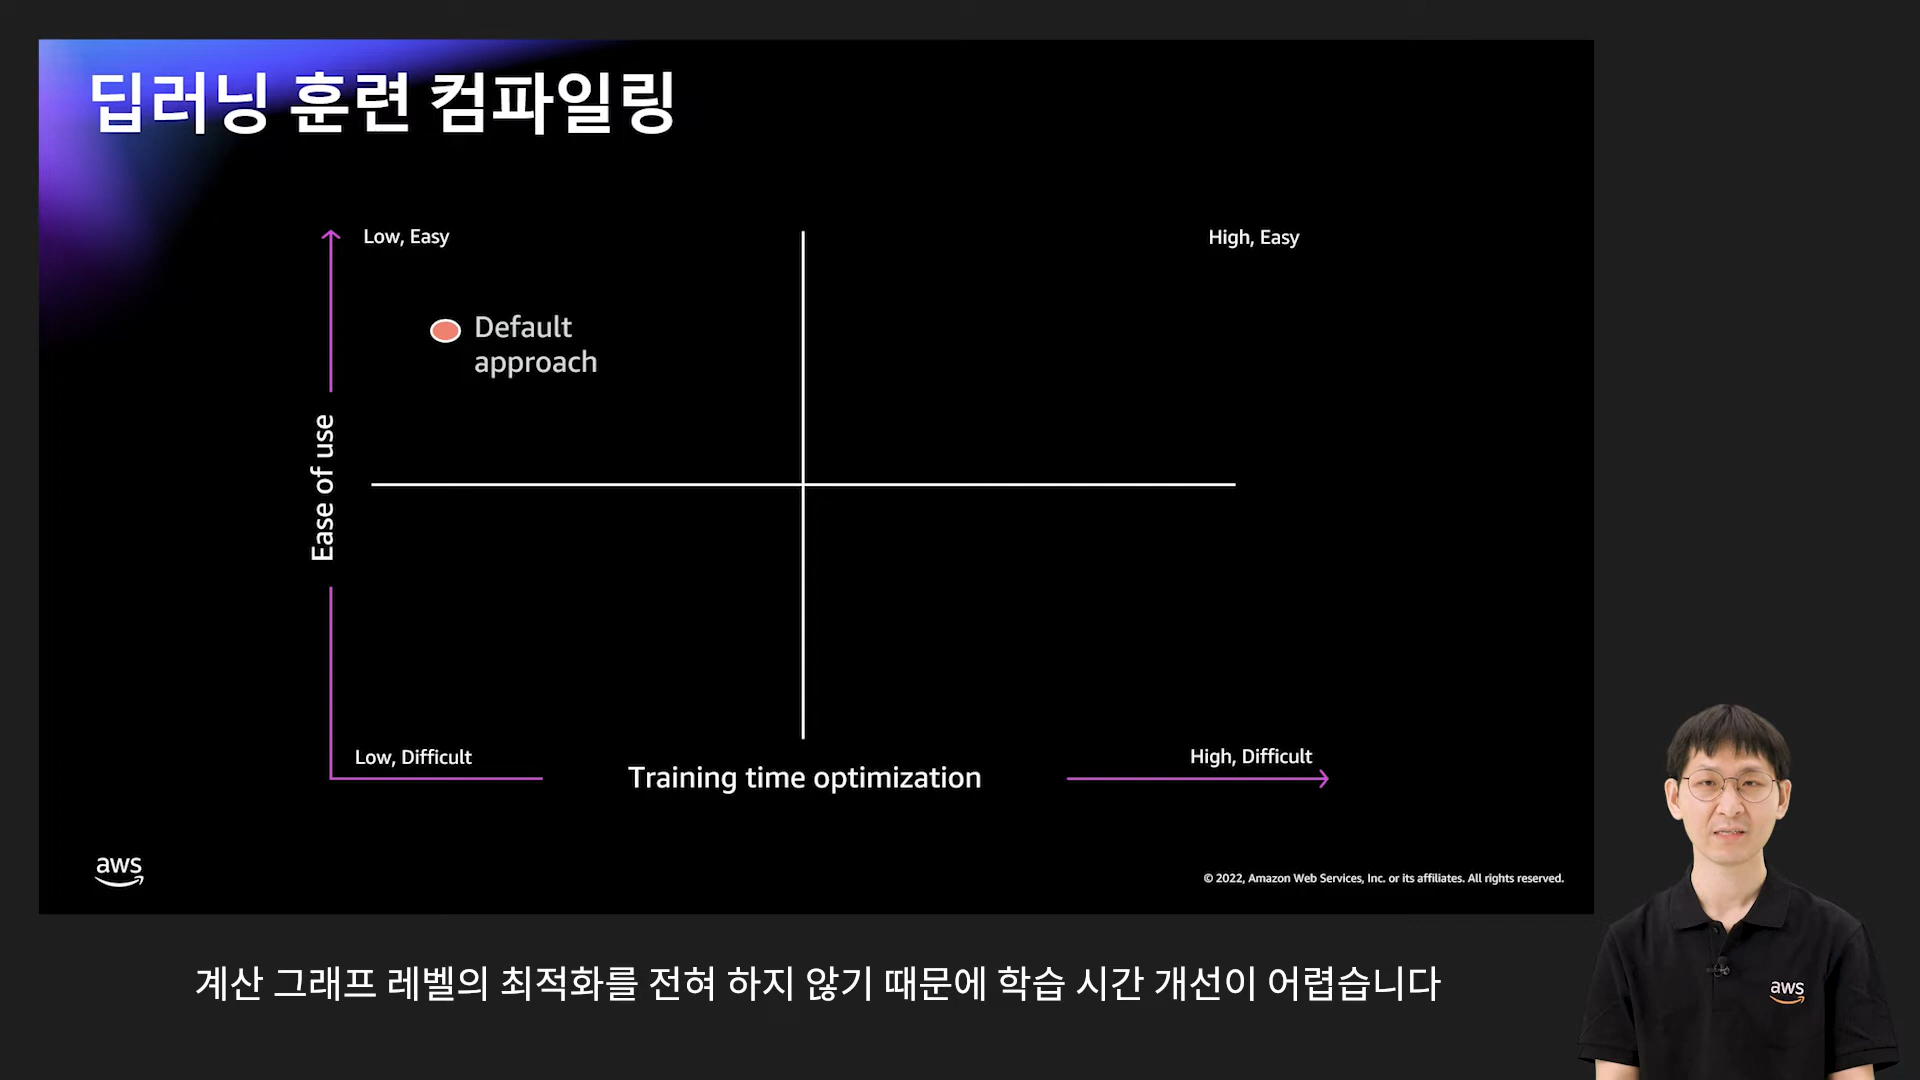 딥러닝 훈련 컴파일링
Low, Easy
High, Easy
Default
approach
Ease of use
Low, Difficult
High, Difficult
Training time optimization
aws
© 2022, Amazon Web Services, Inc. or its affiliates. All rights reserved.
aws
계산 그래프 레벨의 최적화를 전혀 하지 않기 때문에 학습 시간 개선이 어렵습니다